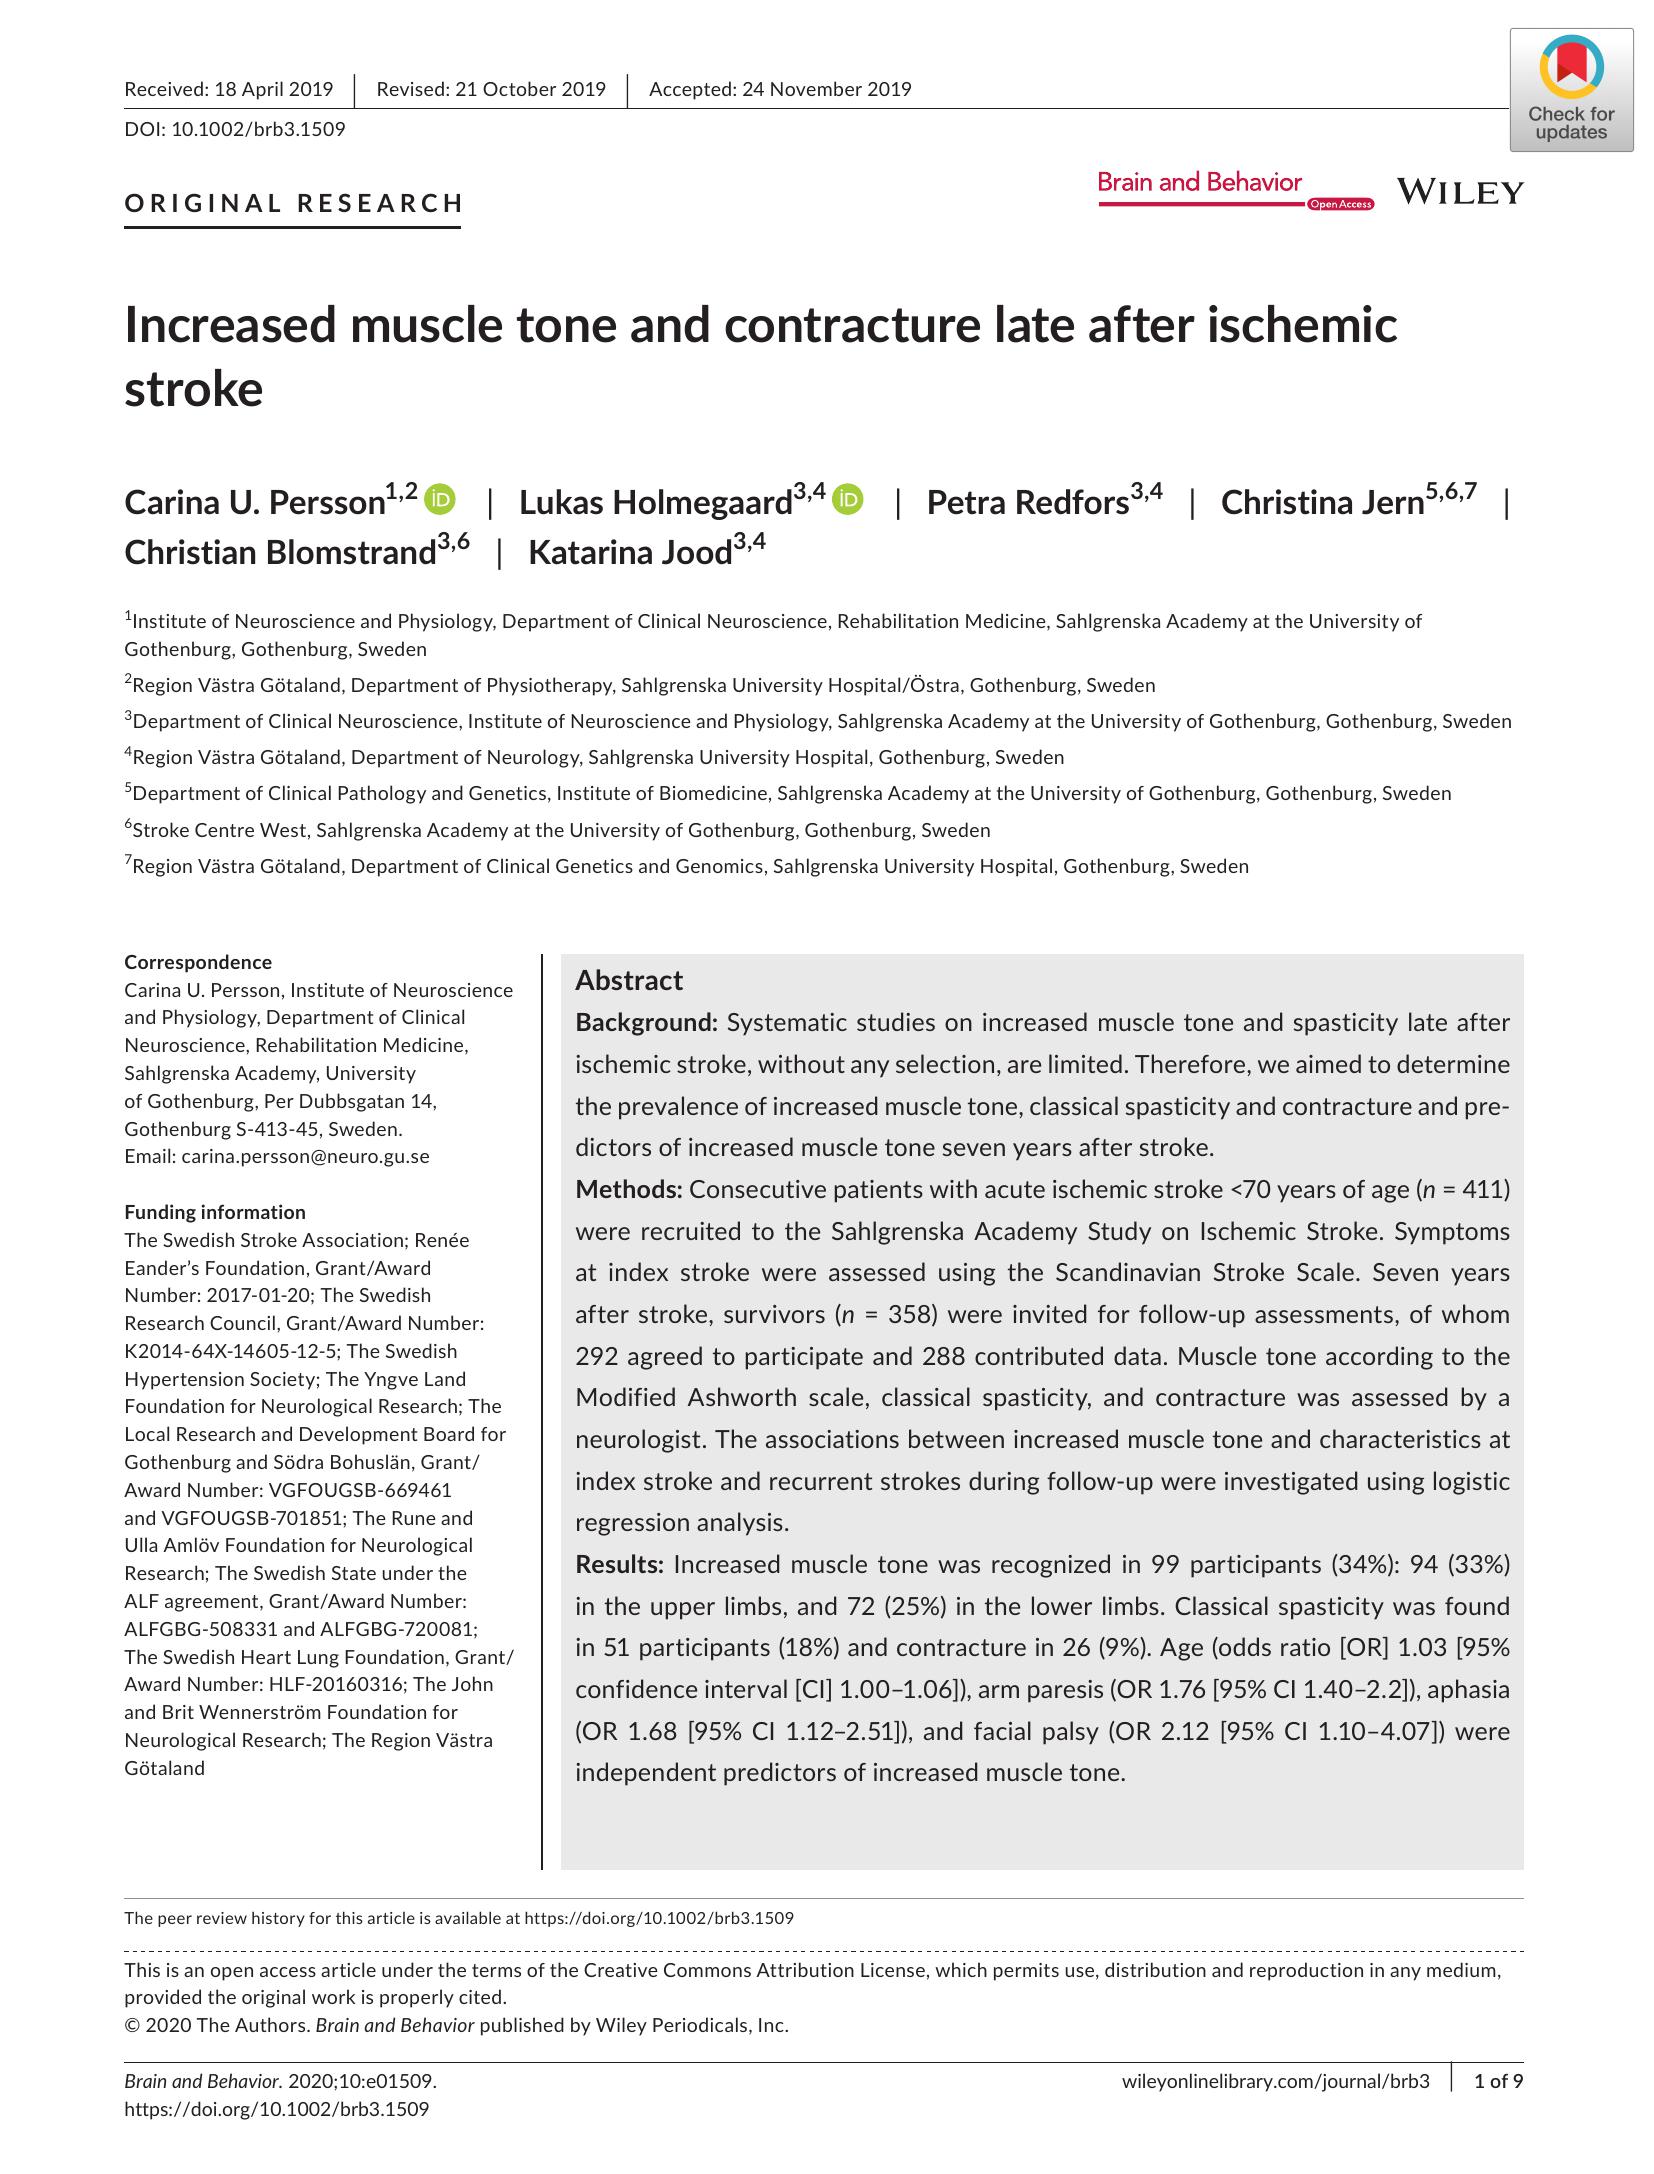 Received: 18 April 2019 | Revised: 21 October 2019 | Accepted: 24 November 2019
DOI: 10.1002/brb3.1509
Check for
updates
ORIGINAL RESEARCH
Brain and Behavior
Open Access
WILEY
Increased muscle tone and contracture late after ischemic
stroke
Carina U. Persson1,2 iD | Lukas Holmegaard3,4 iD | Petra Redfors3,4 | Christina Jern5,6,7 |
Christian Blomstrand3,6 | Katarina Jood3,4
1Institute of Neuroscience and Physiology, Department of Clinical Neuroscience, Rehabilitation Medicine, Sahlgrenska Academy at the University of
Gothenburg, Gothenburg, Sweden
2Region Västra Götaland, Department of Physiotherapy, Sahlgrenska University Hospital/Östra, Gothenburg, Sweden
3Department of Clinical Neuroscience, Institute of Neuroscience and Physiology, Sahlgrenska Academy at the University of Gothenburg, Gothenburg, Sweden
4Region Västra Götaland, Department of Neurology, Sahlgrenska University Hospital, Gothenburg, Sweden
5Department of Clinical Pathology and Genetics, Institute of Biomedicine, Sahlgrenska Academy at the University of Gothenburg, Gothenburg, Sweden
6Stroke Centre West, Sahlgrenska Academy at the University of Gothenburg, Gothenburg, Sweden
7Region Västra Götaland, Department of Clinical Genetics and Genomics, Sahlgrenska University Hospital, Gothenburg, Sweden
Correspondence
Carina U. Persson, Institute of Neuroscience
and Physiology, Department of Clinical
Neuroscience, Rehabilitation Medicine,
Sahlgrenska Academy, University
of Gothenburg, Per Dubbsgatan 14,
Gothenburg S-413-45, Sweden.
Email: carina.persson@neuro.gu.se
Funding information
The Swedish Stroke Association; Renée
Eander's Foundation, Grant/Award
Number: 2017-01-20; The Swedish
Research Council, Grant/Award Number:
K2014-64X-14605-12-5; The Swedish
Hypertension Society; The Yngve Land
Foundation for Neurological Research; The
Local Research and Development Board for
Gothenburg and Södra Bohuslän, Grant/
Award Number: VGFOUGSB-669461
and VGFOUGSB-701851; The Rune and
Ulla Amlöv Foundation for Neurological
Research; The Swedish State under the
ALF agreement, Grant/Award Number:
ALFGBG-508331 and ALFGBG-720081;
The Swedish Heart Lung Foundation, Grant/
Award Number: HLF-20160316; The John
and Brit Wennerström Foundation for
Neurological Research; The Region Västra
Götaland
Abstract
Background: Systematic studies on increased muscle tone and spasticity late after
ischemic stroke, without any selection, are limited. Therefore, we aimed to determine
the prevalence of increased muscle tone, classical spasticity and contracture and pre-
dictors of increased muscle tone seven years after stroke.
Methods: Consecutive patients with acute ischemic stroke <70 years of age (n = 411)
were recruited to the Sahlgrenska Academy Study on Ischemic Stroke. Symptoms
at index stroke were assessed using the Scandinavian Stroke Scale. Seven years
after stroke, survivors (n = 358) were invited for follow-up assessments, of whom
292 agreed to participate and 288 contributed data. Muscle tone according to the
Modified Ashworth scale, classical spasticity, and contracture was assessed by a
neurologist. The associations between increased muscle tone and characteristics at
index stroke and recurrent strokes during follow-up were investigated using logistic
regression analysis.
Results: Increased muscle tone was recognized in 99 participants (34%): 94 (33%)
in the upper limbs, and 72 (25%) in the lower limbs. Classical spasticity was found
in 51 participants (18%) and contracture in 26 (9%). Age (odds ratio [OR] 1.03 [95%
confidence interval [CI] 1.00–1.06]), arm paresis (OR 1.76 [95% CI 1.40–2.2]), aphasia
(OR 1.68 [95% CI 1.12–2.51]), and facial palsy (OR 2.12 [95% CI 1.10–4.07]) were
independent predictors of increased muscle tone.
The peer review history for this article is available at https://doi.org/10.1002/brb3.1509
This is an open access article under the terms of the Creative Commons Attribution License, which permits use, distribution and reproduction in any medium,
provided the original work is properly cited.
© 2020 The Authors. Brain and Behavior published by Wiley Periodicals, Inc.
Brain and Behavior. 2020;10:e01509.
https://doi.org/10.1002/brb3.1509
wileyonlinelibrary.com/journal/brb3 | 1 of 9